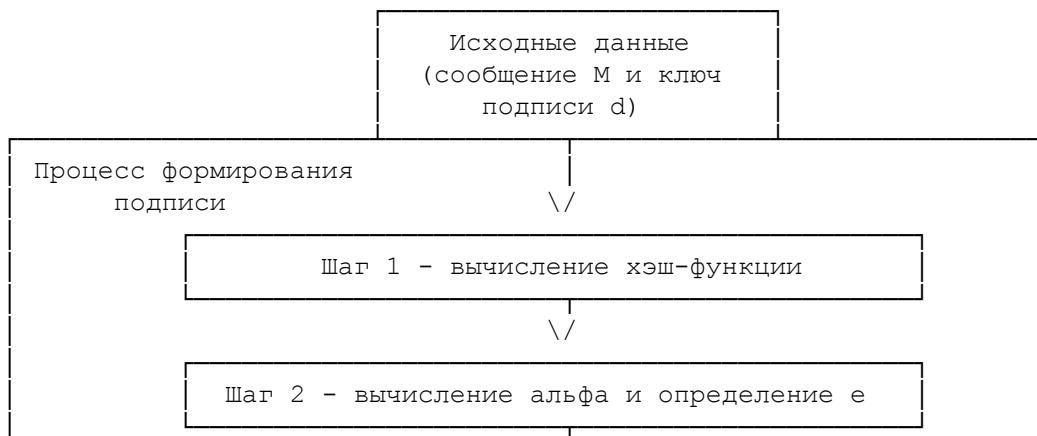 Исходные данные
(сообщение М и ключ
подписи d)
Процесс формирования
подписи
Шаг 1 - вычисление хэш-функции
Шаг 2 - вычисление альфа и определение е